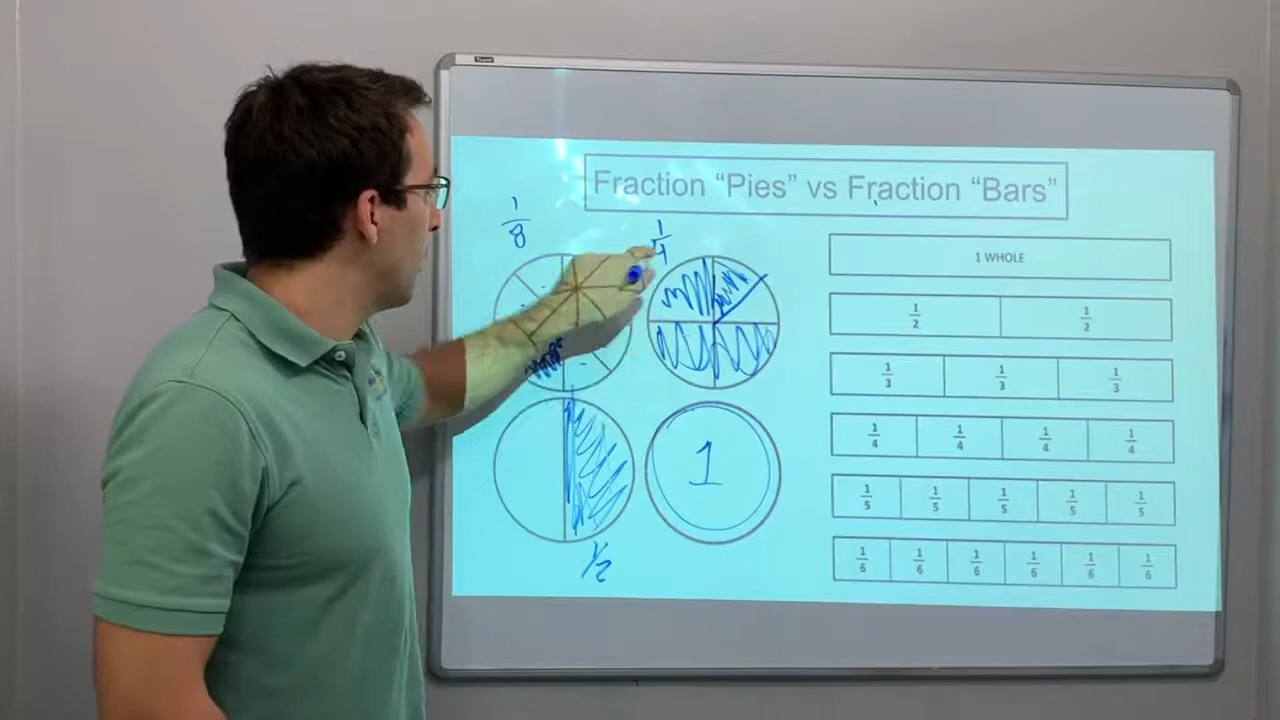 Fraction “Pies” vs Fraction “Bars”
1/8
1/4
1
1/2
1 WHOLE
1/2 1/2
1/3 1/3 1/3
1/4 1/4 1/4 1/4
1/5 1/5 1/5 1/5 1/5
1/6 1/6 1/6 1/6 1/6 1/6